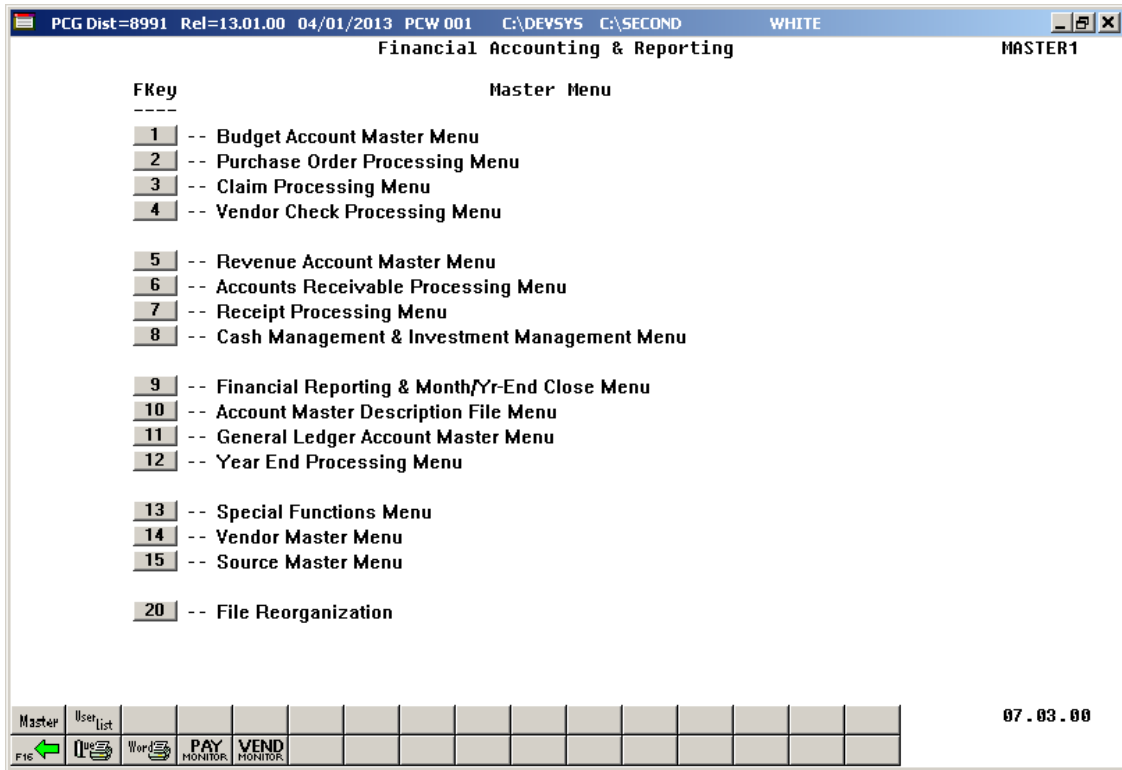 PCG Dist=8991 Rel=13.01.00 04/01/2013 PCW 001 C:\DEVSYS C:\SECOND WHITE
Financial Accounting & Reporting MASTER1
FKey Master Menu
----
1 -- Budget Account Master Menu
2 -- Purchase Order Processing Menu
3 -- Claim Processing Menu
4 -- Vendor Check Processing Menu
5 -- Revenue Account Master Menu
6 -- Accounts Receivable Processing Menu
7 -- Receipt Processing Menu
8 -- Cash Management & Investment Management Menu
9 -- Financial Reporting & Month/Yr-End Close Menu
10 -- Account Master Description File Menu
11 -- General Ledger Account Master Menu
12 -- Year End Processing Menu
13 -- Special Functions Menu
14 -- Vendor Master Menu
15 -- Source Master Menu
20 -- File Reorganization
Master User List 07.03.00
F16 Que Word PAY MONITOR VEND MONITOR